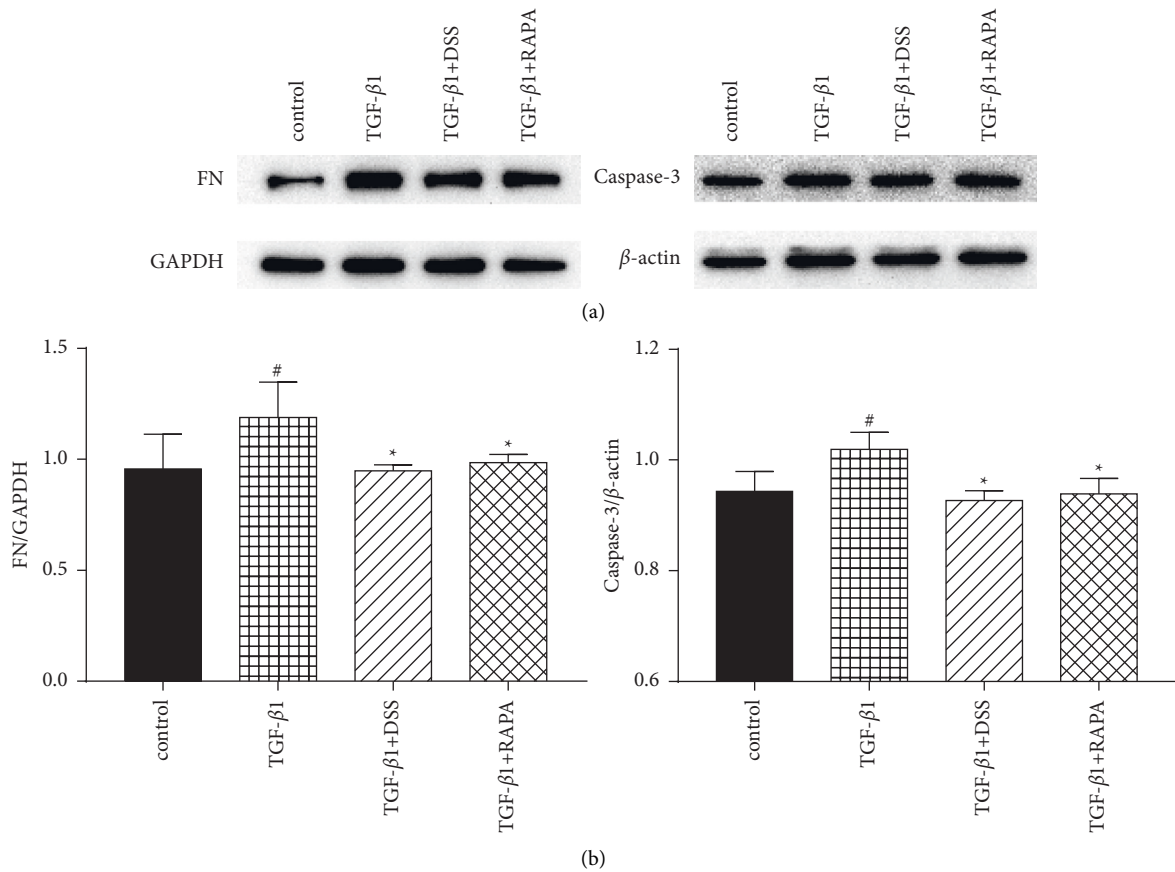 control
TGF-β1
TGF-β1+DSS
TGF-β1+RAPA
FN
GAPDH
control
TGF-β1
TGF-β1+DSS
TGF-β1+RAPA
Caspase-3
β-actin
(a)
FN/GAPDH
1.5
1.0
0.5
0.0
#
*
*
control
TGF-β1
TGF-β1+DSS
TGF-β1+RAPA
Caspase-3/β-actin
1.2
1.0
0.8
0.6
#
*
*
control
TGF-β1
TGF-β1+DSS
TGF-β1+RAPA
(b)